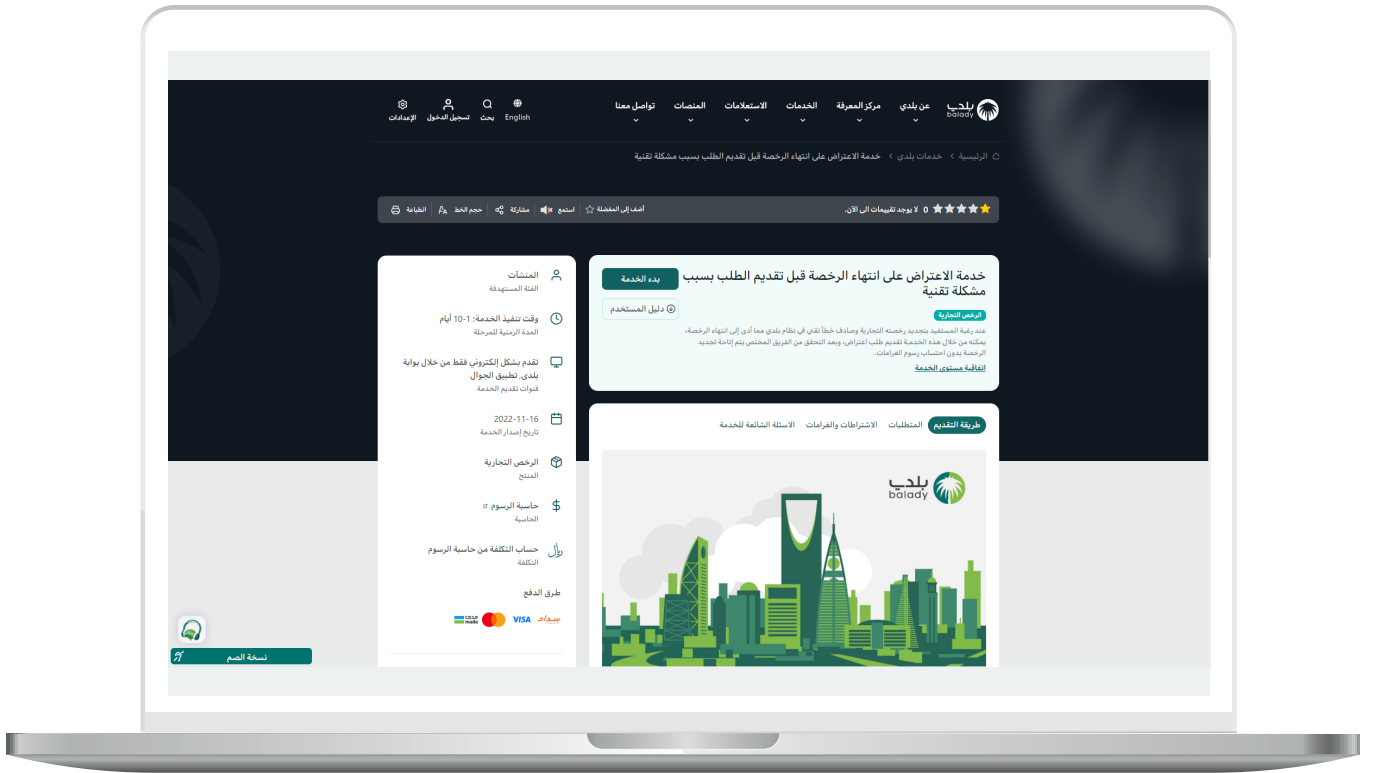 بلدي
balady
عن بلدي
مركز المعرفة
الخدمات
الاستعلامات
المنصات
تواصل معنا
English
بحث
تسجيل الدخول
الإعدادات
الرئيسية
خدمات بلدي
خدمة الاعتراض على انتهاء الرخصة قبل تقديم الطلب بسبب مشكلة تقنية
0 لا يوجد تقييمات الى الآن.
أضف إلى المفضلة
استمع
مشاركة
حجم الخط
الطباعة
خدمة الاعتراض على انتهاء الرخصة قبل تقديم الطلب بسبب
مشكلة تقنية
بدء الخدمة
دليل المستخدم
الرخص التجارية
عند رغبة المستفيد بتجديد رخصته التجارية وصادف خطأ تقني في نظام بلدي مما أدى إلى انتهاء الرخصة،
يمكنه من خلال هذه الخدمة تقديم طلب اعتراض، وبعد التحقق من الفريق المختص يتم إتاحة تجديد
الرخصة بدون احتساب رسوم الغرامات.
اتفاقية مستوى الخدمة
طريقة التقديم
المتطلبات
الاشتراطات والغرامات
الاسئلة الشائعة للخدمة
بلدي
balady
المنشآت
الفئة المستهدفة
وقت تنفيذ الخدمة: 1-10 أيام
المدة الزمنية للمرحلة
تقدم بشكل إلكتروني فقط من خلال بوابة
بلدي, تطبيق الجوال
قنوات تقديم الخدمة
2022-11-16
تاريخ إصدار الخدمة
الرخص التجارية
المنتج
حاسبة الرسوم
الحاسبة
حساب التكلفة من حاسبة الرسوم
التكلفة
طرق الدفع
سداد
VISA
مدى
mada
نسخة الصم